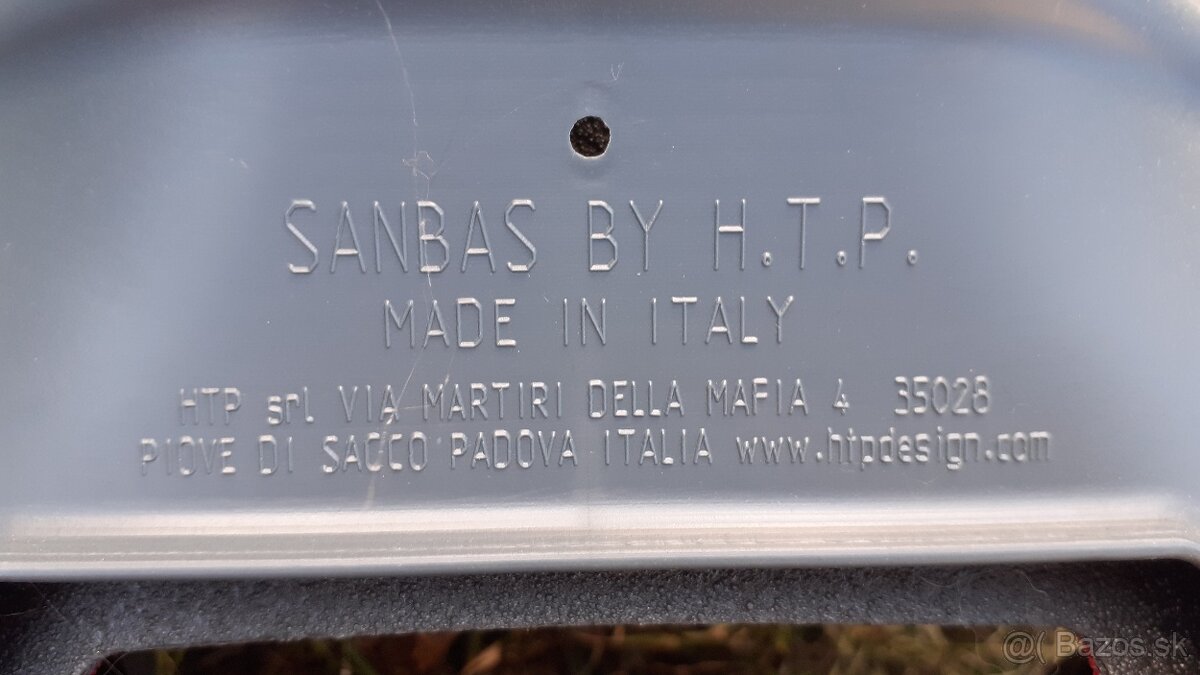 SANBAS BY H.T.P.
MADE IN ITALY
HTP srl VIA MARTIRI DELLA MAFIA 4 35028
PIOVE DI SACCO PADOVA ITALIA www.htpdesign.com
@( Bazos.sk